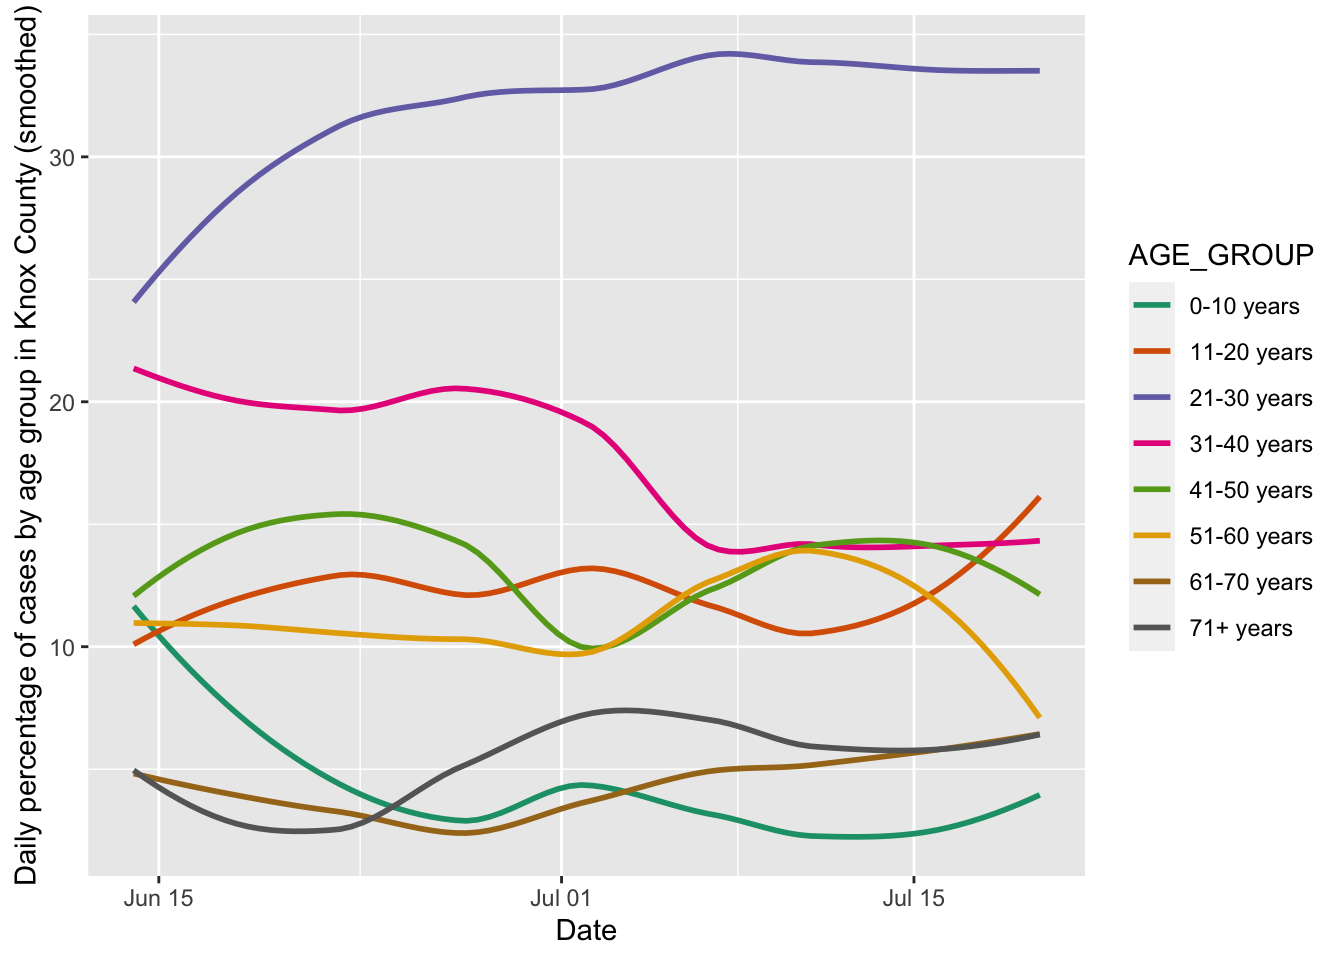 Daily percentage of cases by age group in Knox County (smoothed)
30
20
10
Jun 15
Jul 01
Jul 15
Date
AGE_GROUP
0-10 years
11-20 years
21-30 years
31-40 years
41-50 years
51-60 years
61-70 years
71+ years